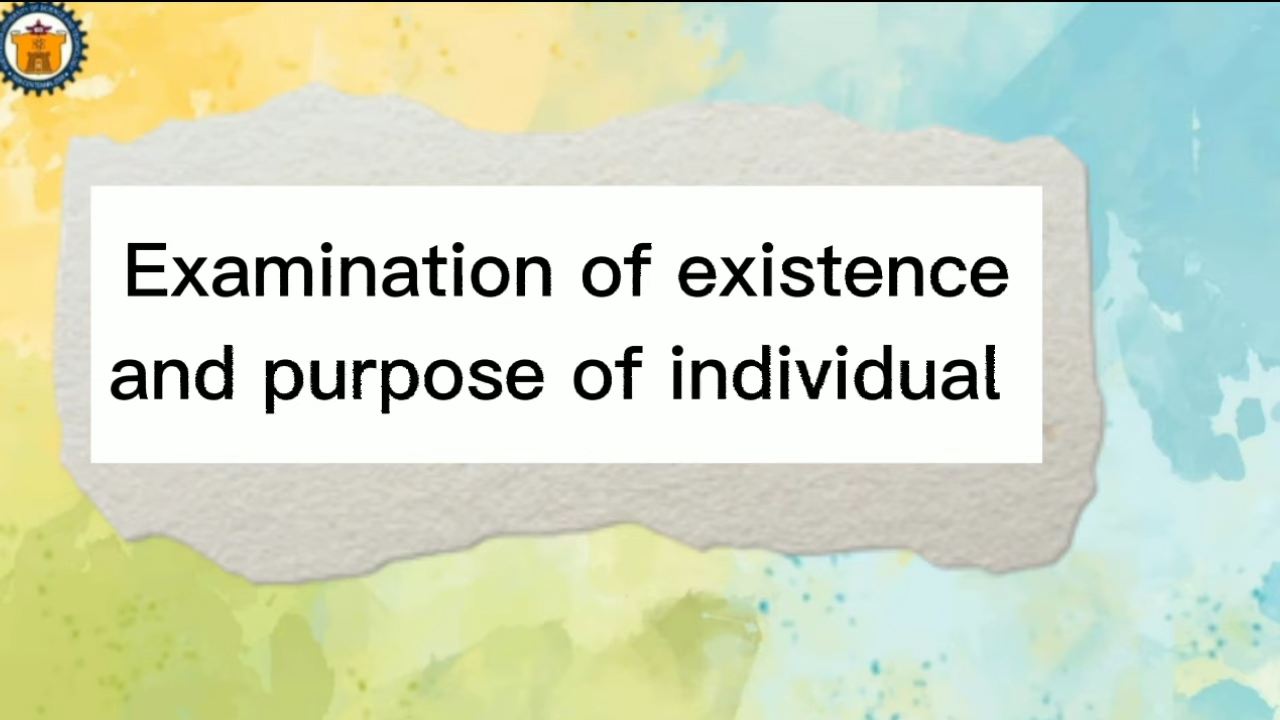 Examination of existence
and purpose of individual